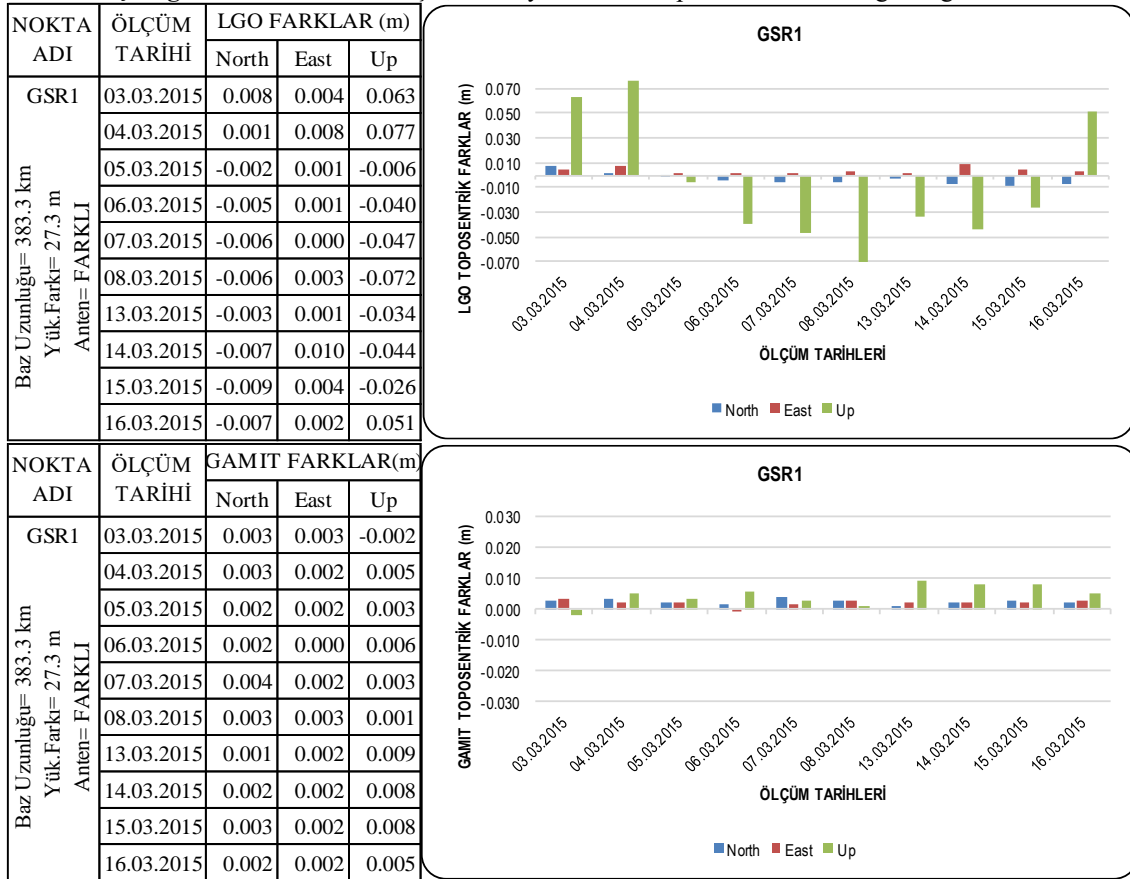 NOKTA ADI ÖLÇÜM TARİHİ LGO FARKLAR (m)
North East Up
GSR1 03.03.2015 0.008 0.004 0.063
04.03.2015 0.001 0.008 0.077
05.03.2015 -0.002 0.001 -0.006
06.03.2015 -0.005 0.001 -0.040
07.03.2015 -0.006 0.000 -0.047
08.03.2015 -0.006 0.003 -0.072
13.03.2015 -0.003 0.001 -0.034
14.03.2015 -0.007 0.010 -0.044
15.03.2015 -0.009 0.004 -0.026
16.03.2015 -0.007 0.002 0.051
Baz Uzunluğu= 383.3 km
Yük.Farkı= 27.3 m
Anten= FARKLI
GSR1
LGO TOPOSENTRİK FARKLAR (m)
0.070
0.050
0.030
0.010
-0.010
-0.030
-0.050
-0.070
03.03.2015 04.03.2015 05.03.2015 06.03.2015 07.03.2015 08.03.2015 13.03.2015 14.03.2015 15.03.2015 16.03.2015
ÖLÇÜM TARİHLERİ
North East Up
NOKTA ADI ÖLÇÜM TARİHİ GAMIT FARKLAR(m)
North East Up
GSR1 03.03.2015 0.003 0.003 -0.002
04.03.2015 0.003 0.002 0.005
05.03.2015 0.002 0.002 0.003
06.03.2015 0.002 0.000 0.006
07.03.2015 0.004 0.002 0.003
08.03.2015 0.003 0.003 0.001
13.03.2015 0.001 0.002 0.009
14.03.2015 0.002 0.002 0.008
15.03.2015 0.003 0.002 0.008
16.03.2015 0.002 0.002 0.005
Baz Uzunluğu= 383.3 km
Yük.Farkı= 27.3 m
Anten= FARKLI
GSR1
GAMIT TOPOSENTRİK FARKLAR (m)
0.030
0.020
0.010
0.000
-0.010
-0.020
-0.030
03.03.2015 04.03.2015 05.03.2015 06.03.2015 07.03.2015 08.03.2015 13.03.2015 14.03.2015 15.03.2015 16.03.2015
ÖLÇÜM TARİHLERİ
North East Up